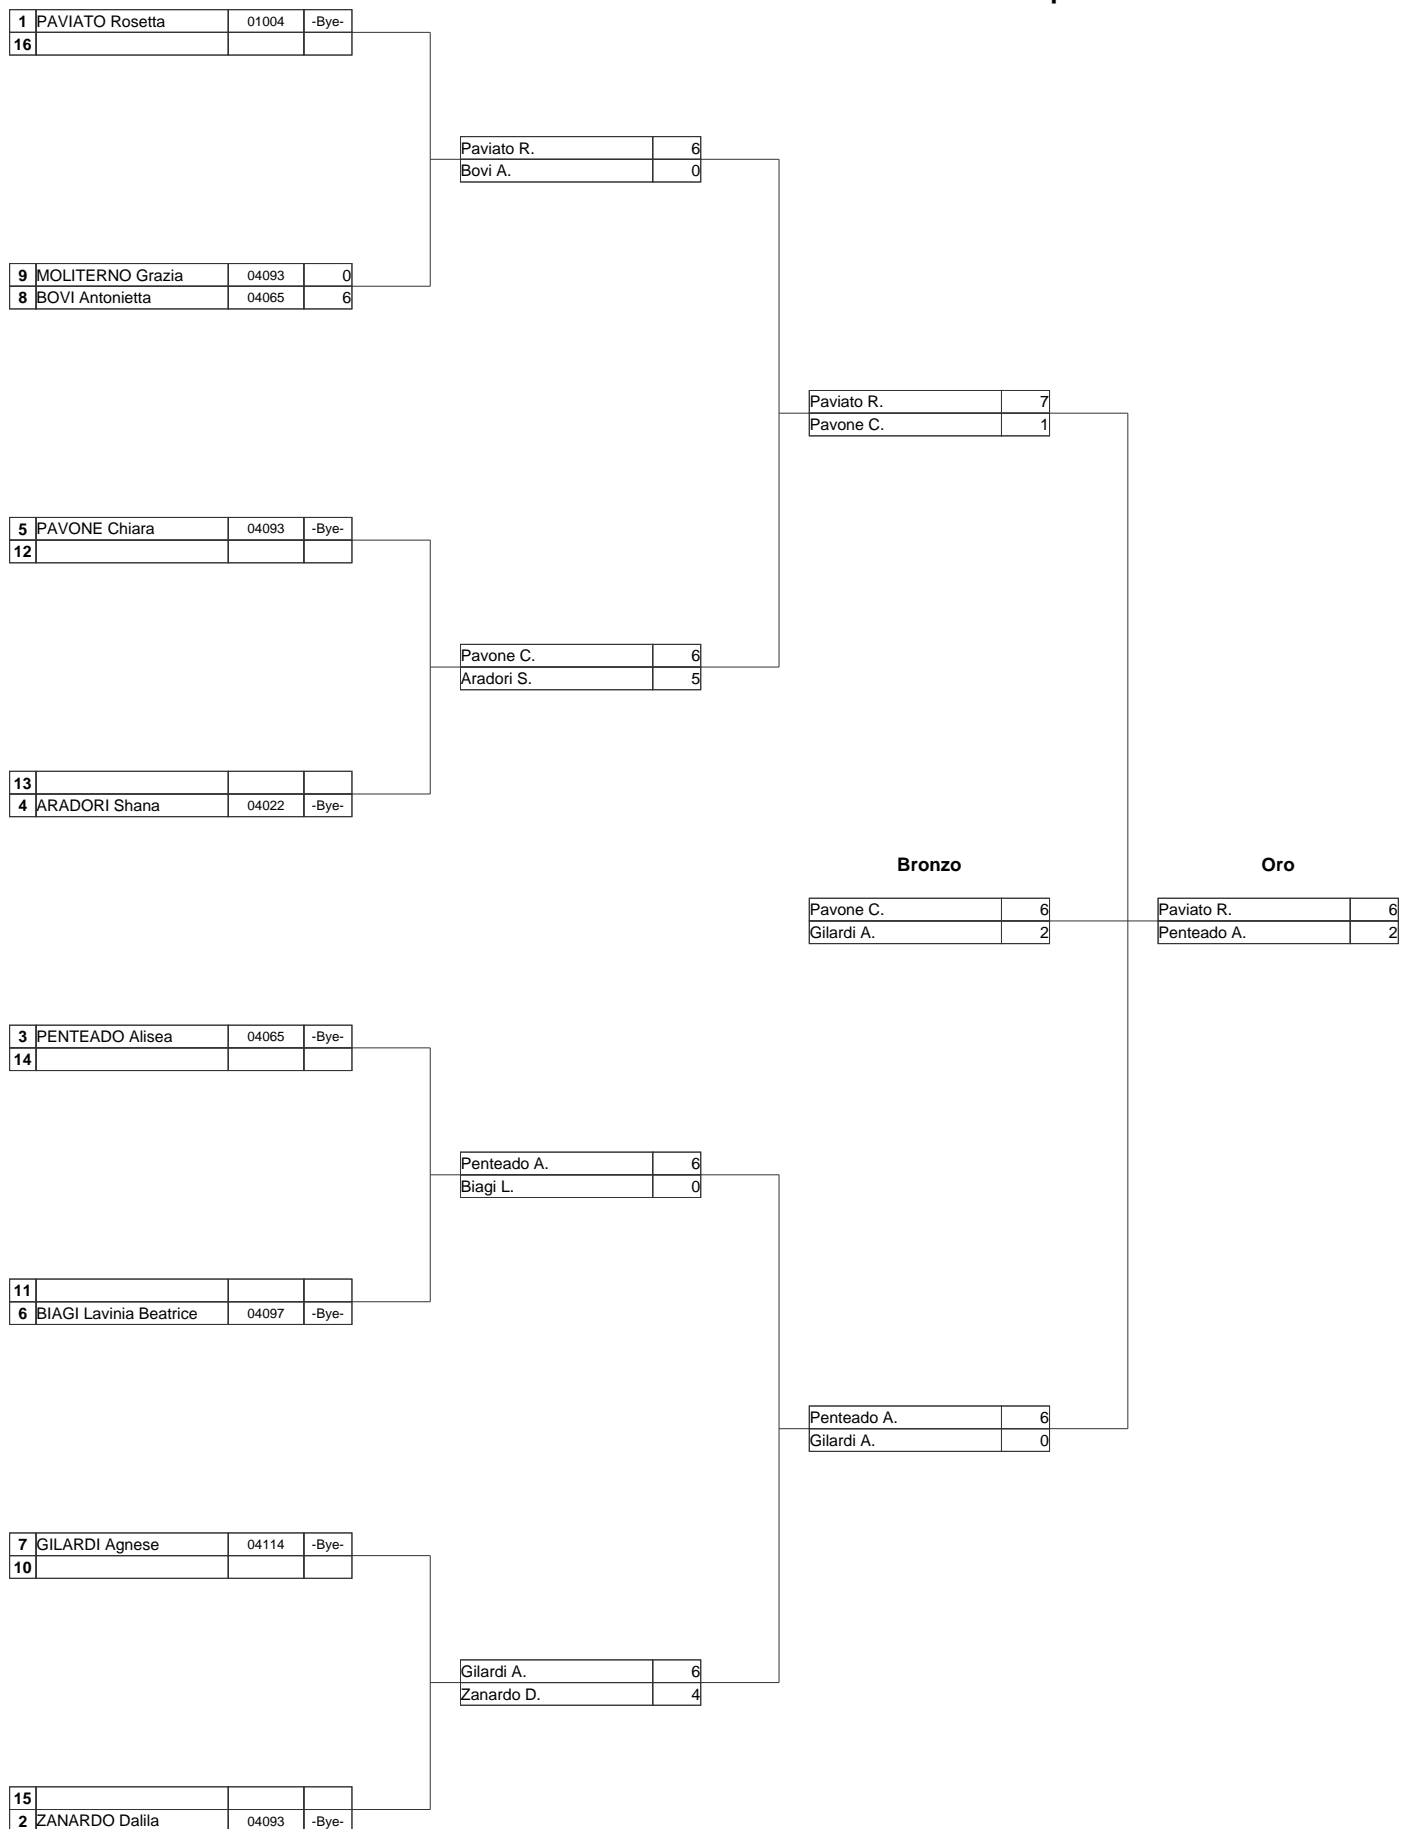 1 PAVIATO Rosetta 01004 -Bye-
16
Paviato R. 6
Bovi A. 0
9 MOLITERNO Grazia 04093 0
8 BOVI Antonietta 04065 6
Paviato R. 7
Pavone C. 1
5 PAVONE Chiara 04093 -Bye-
12
Pavone C. 6
Aradori S. 5
13
4 ARADORI Shana 04022 -Bye-
Bronzo Oro
Pavone C. 6 Paviato R. 6
Gilardi A. 2 Penteado A. 2
3 PENTEADO Alisea 04065 -Bye-
14
Penteado A. 6
Biagi L. 0
11
6 BIAGI Lavinia Beatrice 04097 -Bye-
Penteado A. 6
Gilardi A. 0
7 GILARDI Agnese 04114 -Bye-
10
Gilardi A. 6
Zanardo D. 4
15
2 ZANARDO Dalila 04093 -Bye-